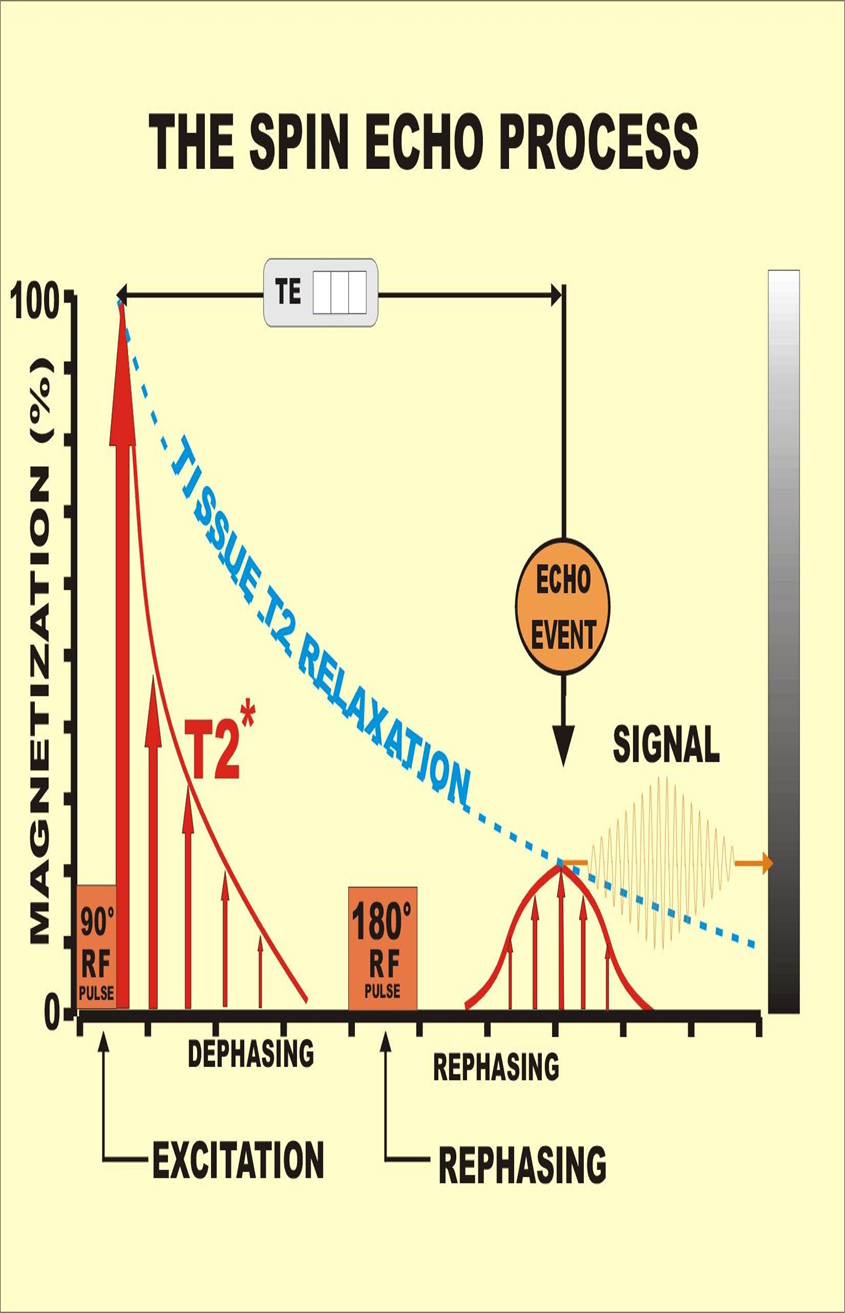 THE SPIN ECHO PROCESS
100
TE
MAGNETIZATION (%)
TISSUE T2 RELAXATION
ECHO
EVENT
T2*
SIGNAL
90°
RF
PULSE
180°
RF
PULSE
0
DEPHASING
REPHASING
EXCITATION
REPHASING